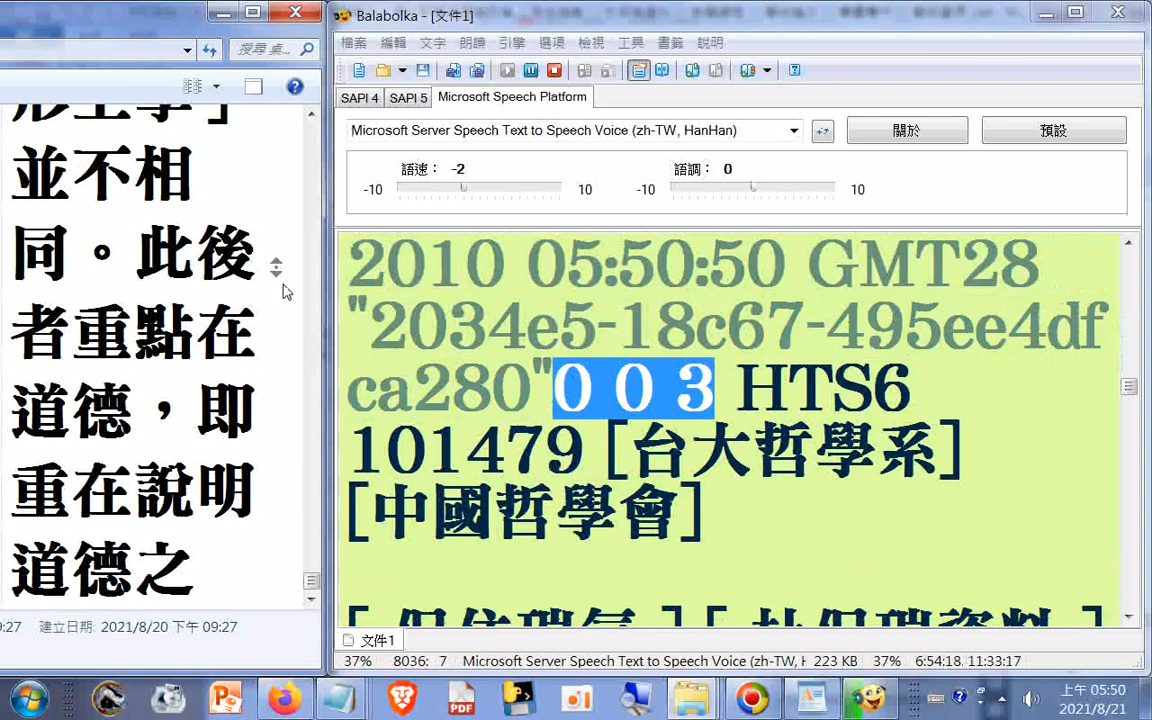 搜尋 桌...
形上學」
並不相
同。此後
者重點在
道德，即
重在說明
道德之
9:27 建立日期: 2021/8/20 下午 09:27
Balabolka - [文件1]
檔案 編輯 文字 朗讀 引擎 選項 檢視 工具 書籤 說明
SAPI 4 SAPI 5 Microsoft Speech Platform
Microsoft Server Speech Text to Speech Voice (zh-TW, HanHan) 關於 預設
語速： -2 語調： 0
-10 10 -10 10
2010 05:50:50 GMT28
"2034e5-18c67-495ee4df
ca280"0 0 3 HTS6
101479 [台大哲學系]
[中國哲學會]
文件1
37% 8036: 7 Microsoft Server Speech Text to Speech Voice (zh-TW, H 223 KB 37% 6:54:18. 11:33:17
PDF
上午 05:50
2021/8/21